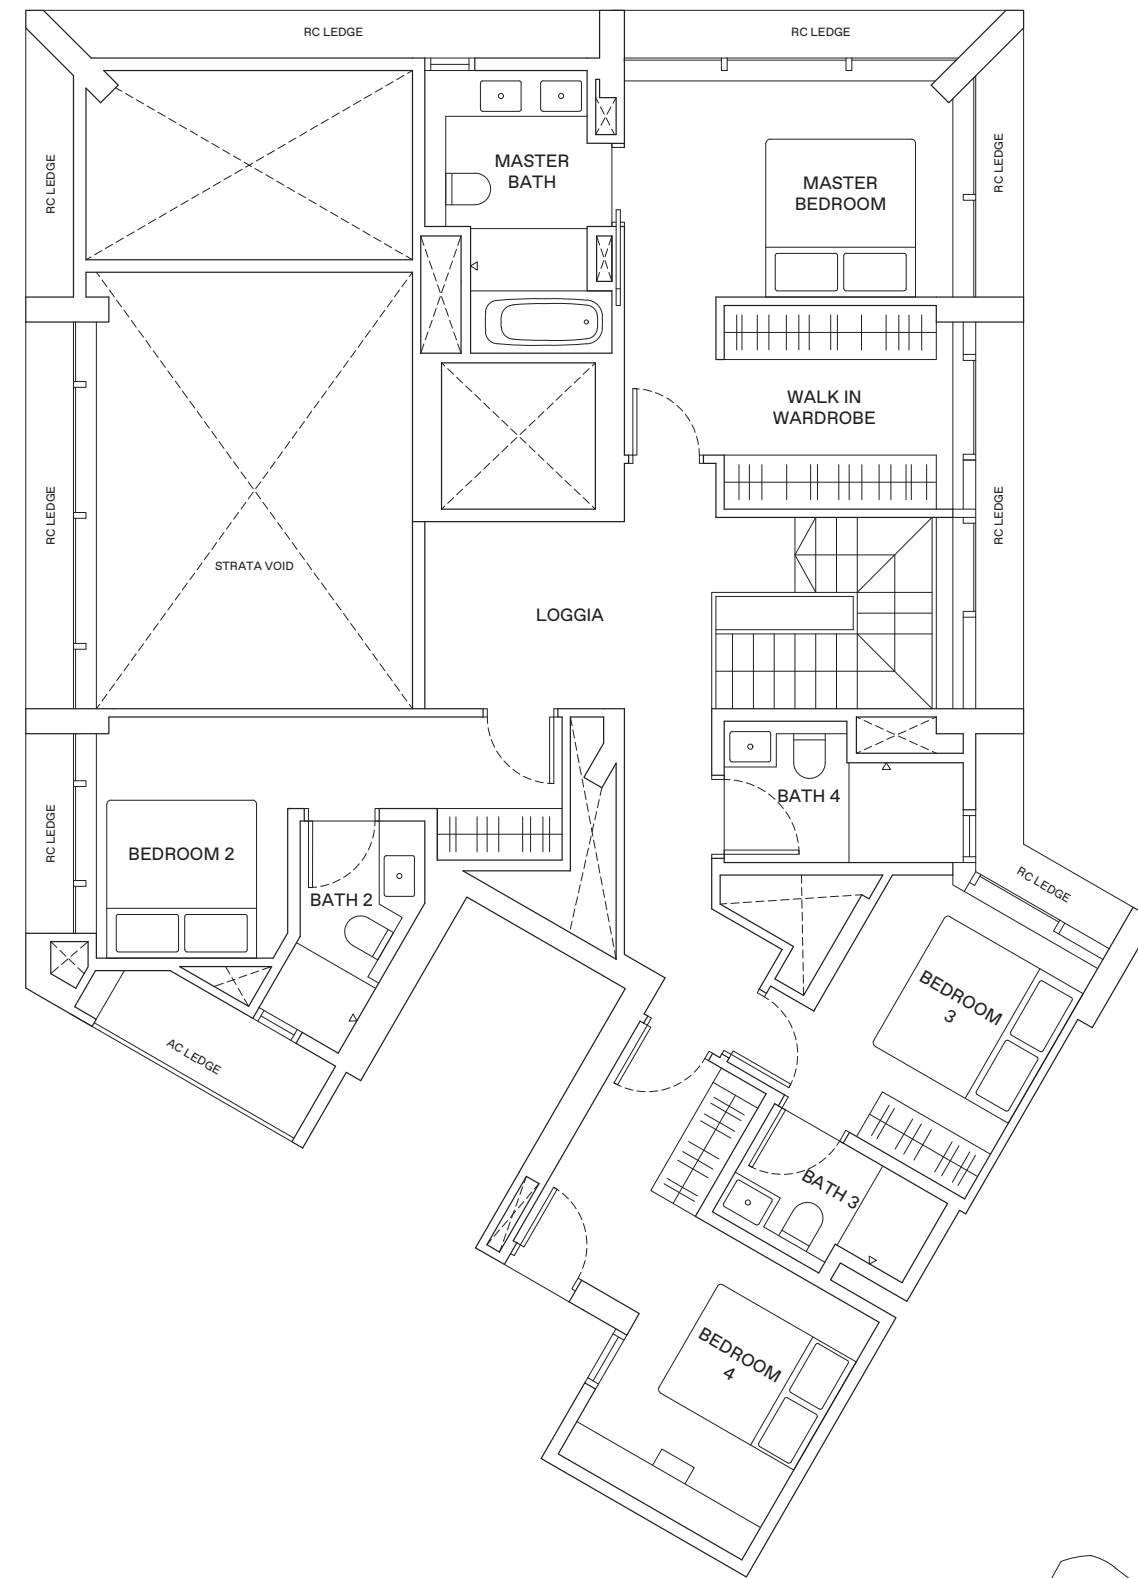 RC LEDGE
RC LEDGE
RC LEDGE
RC LEDGE
MASTER
BATH
MASTER
BEDROOM
WALK IN
WARDROBE
RC LEDGE
RC LEDGE
STRATA VOID
LOGGIA
RC LEDGE
BEDROOM 2
BATH 2
BATH 4
RC LEDGE
BEDROOM
3
AC LEDGE
BATH 3
BEDROOM
4